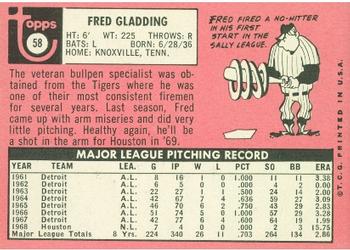 topps
58
FRED GLADDING
HT: 6' WT: 225 THROWS: R
BATS: L BORN: 6/28/36
HOME: KNOXVILLE, TENN.
The veteran bullpen specialist was ob-
tained from the Tigers where he was
one of their most consistent firemen
for several years. Last season, Fred
came up with arm miseries and did very
little pitching. Healthy again, he'll be
a shot in the arm for Houston in '69.
FRED FIRED A NO-HITTER
IN HIS FIRST START IN THE SALLY LEAGUE.
© T.C.G. PRINTED IN U.S.A.
MAJOR LEAGUE PITCHING RECORD
YEAR TEAM LEA. G IP W L PCT SO BB ERA
1961 Detroit A.L. 8 16 1 0 1.000 11 11 3.38
1962 Detroit A.L. 6 5 0 0 .000 4 2 0.00
1963 Detroit A.L. 22 27 1 1 .500 24 14 2.00
1964 Detroit A.L. 42 67 7 4 .636 59 27 3.09
1965 Detroit A.L. 46 70 6 2 .750 43 29 2.83
1966 Detroit A.L. 51 74 5 0 1.000 57 29 3.28
1967 Detroit A.L. 42 77 6 4 .600 64 19 1.99
1968 Houston N.L. 7 4 0 0 .000 2 3 15.75
Major League Totals 8 Yrs. 224 340 26 11 .703 264 134 2.86